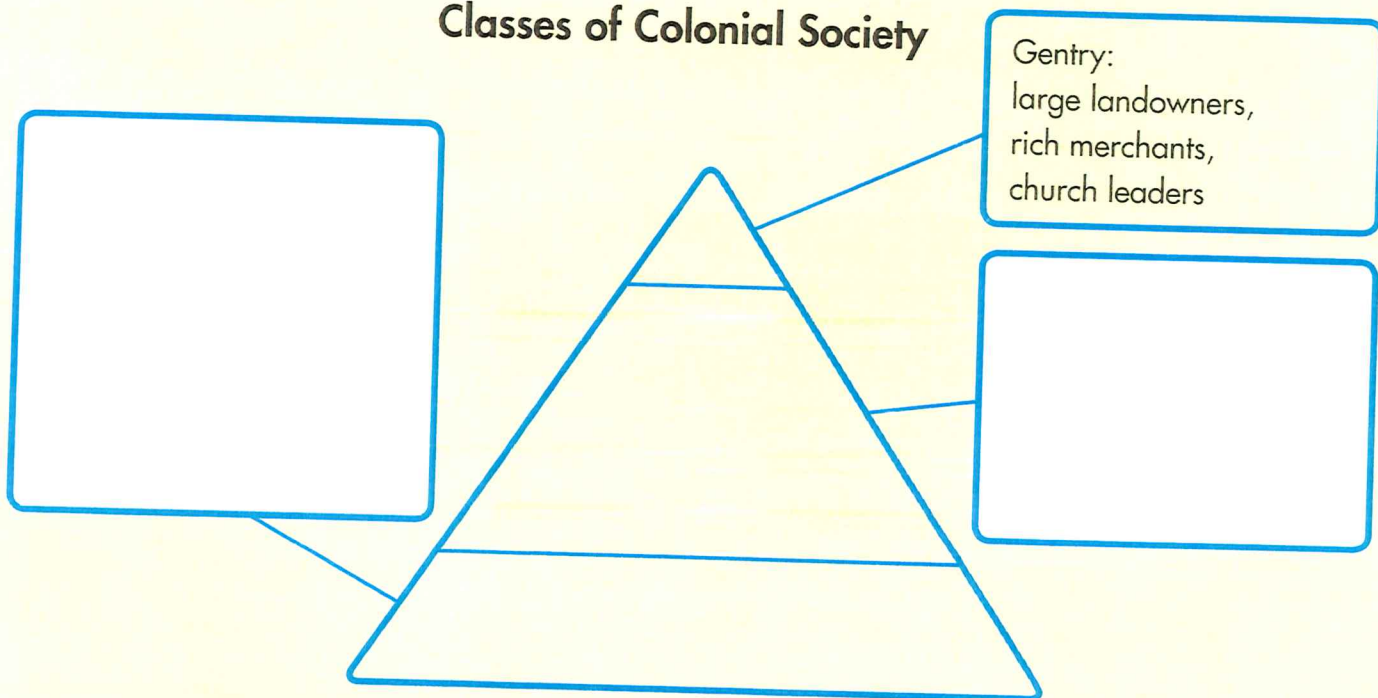 Classes of Colonial Society
Gentry:
large landowners,
rich merchants,
church leaders